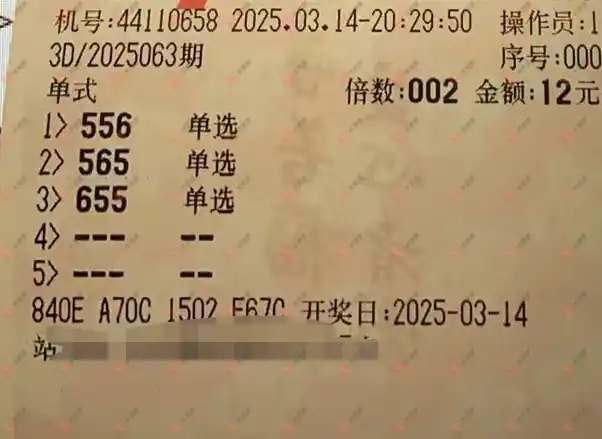 机号:44110658 2025.03.14-20:29:50 操作员:1
3D/2025063期 序号:000
单式 倍数:002 金额:12元
1> 556 单选
2> 565 单选
3> 655 单选
4> --- --
5> --- --
840E A70C 1502 E67C 开奖日:2025-03-14
站